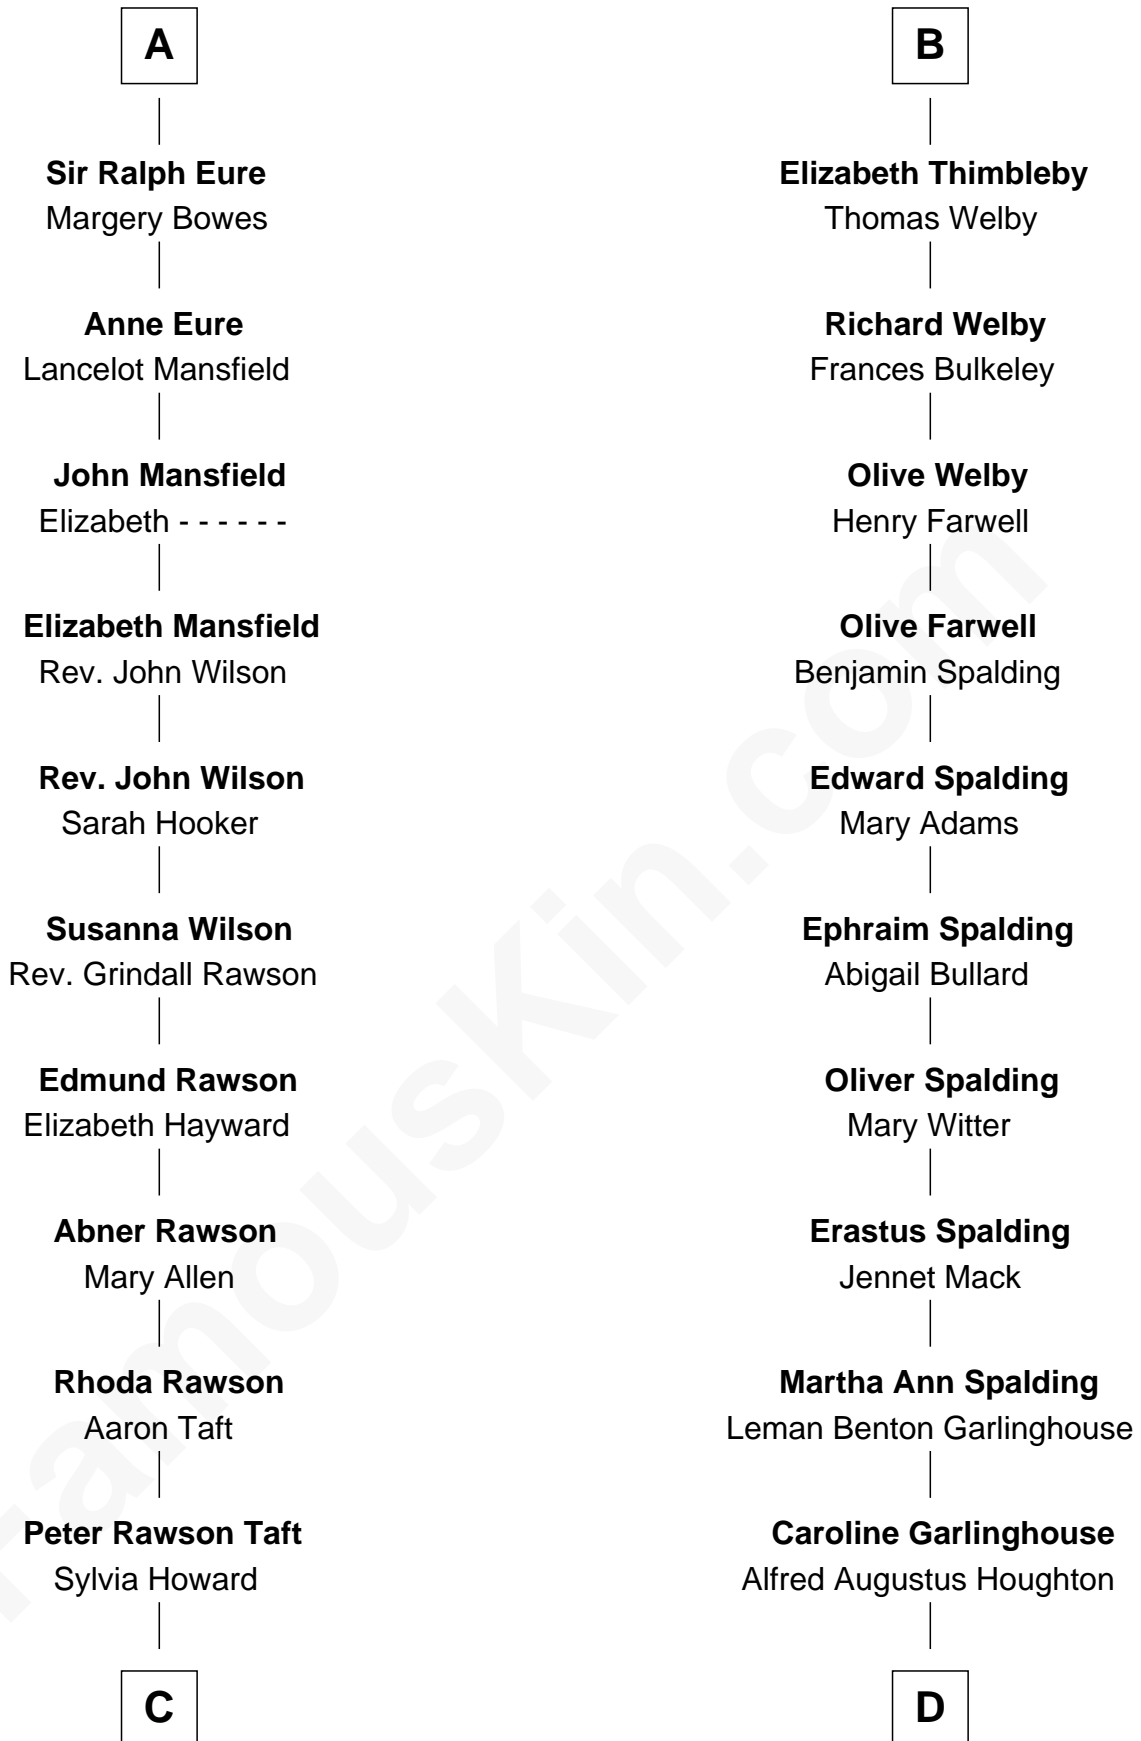 A
Sir Ralph Eure
Margery Bowes
Anne Eure
Lancelot Mansfield
John Mansfield
Elizabeth - - - - - -
Elizabeth Mansfield
Rev. John Wilson
Rev. John Wilson
Sarah Hooker
Susanna Wilson
Rev. Grindall Rawson
Edmund Rawson
Elizabeth Hayward
Abner Rawson
Mary Allen
Rhoda Rawson
Aaron Taft
Peter Rawson Taft
Sylvia Howard
C
B
Elizabeth Thimbleby
Thomas Welby
Richard Welby
Frances Bulkeley
Olive Welby
Henry Farwell
Olive Farwell
Benjamin Spalding
Edward Spalding
Mary Adams
Ephraim Spalding
Abigail Bullard
Oliver Spalding
Mary Witter
Erastus Spalding
Jennet Mack
Martha Ann Spalding
Leman Benton Garlinghouse
Caroline Garlinghouse
Alfred Augustus Houghton
D
FamousKin.com